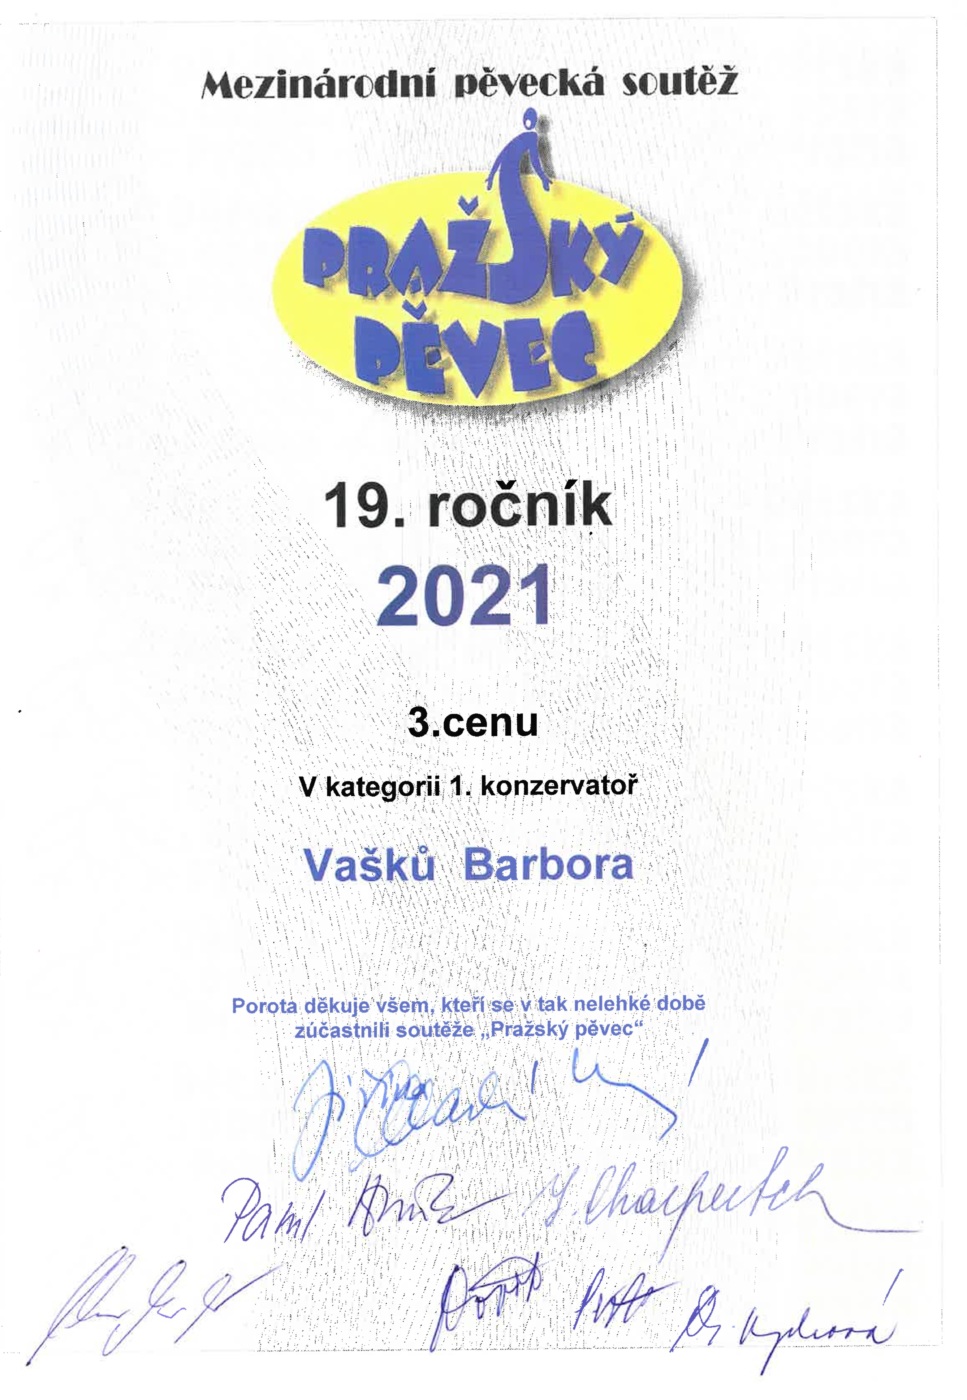 Mezinárodní pěvecká soutěž
PRAŽSKÝ
PĚVEC
19. ročník
2021
3.cenu
V kategorii 1. konzervatoř
Vašků Barbora
Porota děkuje všem, kteří se v tak nelehké době
zúčastnili soutěže „Pražský pěvec“